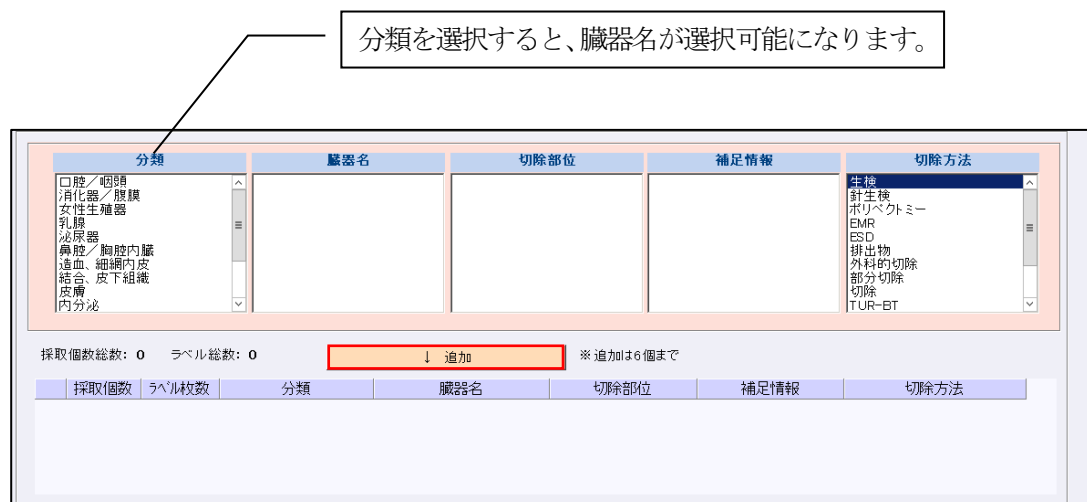 分類を選択すると、臓器名が選択可能になります。
分類 臓器名 切除部位 補足情報 切除方法
口腔／咽頭
消化器／腹膜
女性生殖器
乳腺
泌尿器
鼻腔／胸腔内臓
造血、細網内皮
結合、皮下組織
皮膚
内分泌
生検
針生検
ポリペクトミー
EMR
ESD
排出物
外科的切除
部分切除
切除
TUR-BT
採取個数総数: 0 ラベル総数: 0 ↓ 追加 ※追加は6個まで
採取個数 ラベル枚数 分類 臓器名 切除部位 補足情報 切除方法